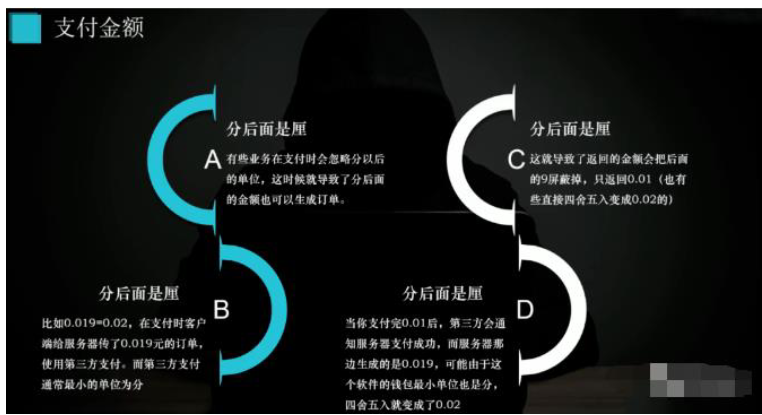 支付金额
分后面是厘
A
有些业务在支付时会忽略分以后
的单位，这时候就导致了分后面
的金额也可以生成订单。
分后面是厘
B
比如0.019=0.02，在支付时客户
端给服务器传了0.019元的订单，
使用第三方支付。而第三方支付
通常最小的单位为分
分后面是厘
C
这就导致了返回的金额会把后面
的9屏蔽掉，只返回0.01（也有
些直接四舍五入变成0.02的）
分后面是厘
D
当你支付完0.01后，第三方会通
知服务器支付成功，而服务器那
边生成的是0.019，可能由于这
个软件的钱包最小单位也是分，
四舍五入就变成了0.02